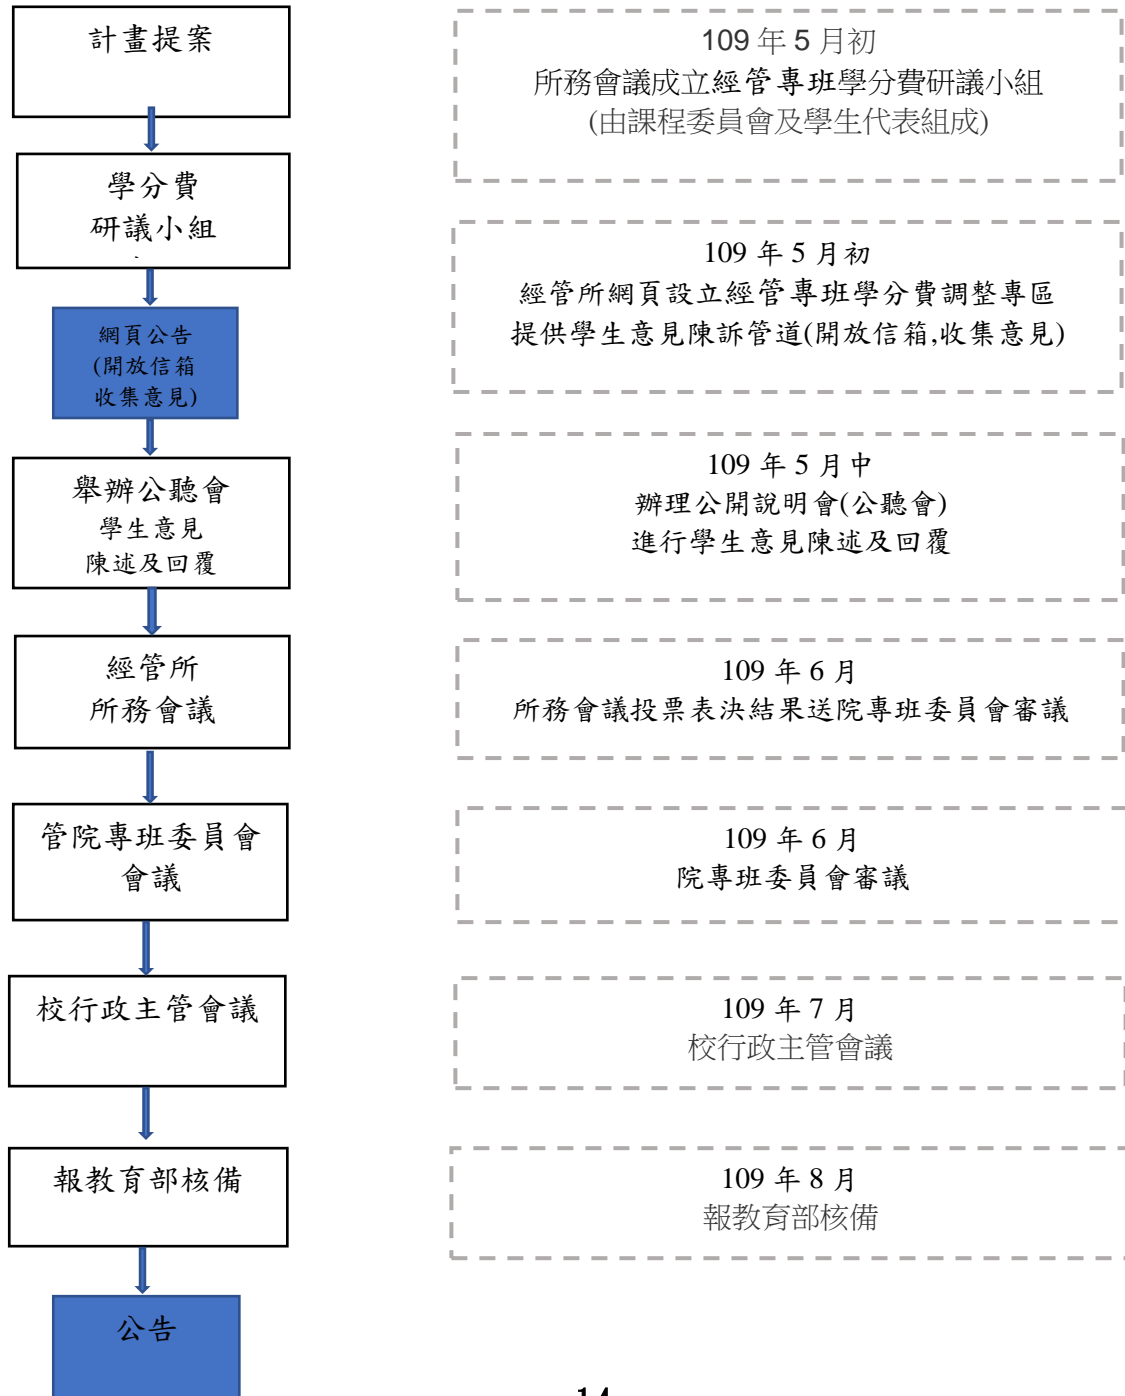 計畫提案
109 年 5 月初
所務會議成立經管專班學分費研議小組
(由課程委員會及學生代表組成)
學分費
研議小組
109 年 5 月初
經管所網頁設立經管專班學分費調整專區
提供學生意見陳訴管道(開放信箱,收集意見)
網頁公告
(開放信箱
收集意見)
舉辦公聽會
學生意見
陳述及回覆
109 年 5 月中
辦理公開說明會(公聽會)
進行學生意見陳述及回覆
經管所
所務會議
109 年 6 月
所務會議投票表決結果送院專班委員會審議
管院專班委員會
會議
109 年 6 月
院專班委員會審議
校行政主管會議
109 年 7 月
校行政主管會議
報教育部核備
109 年 8 月
報教育部核備
公告
14